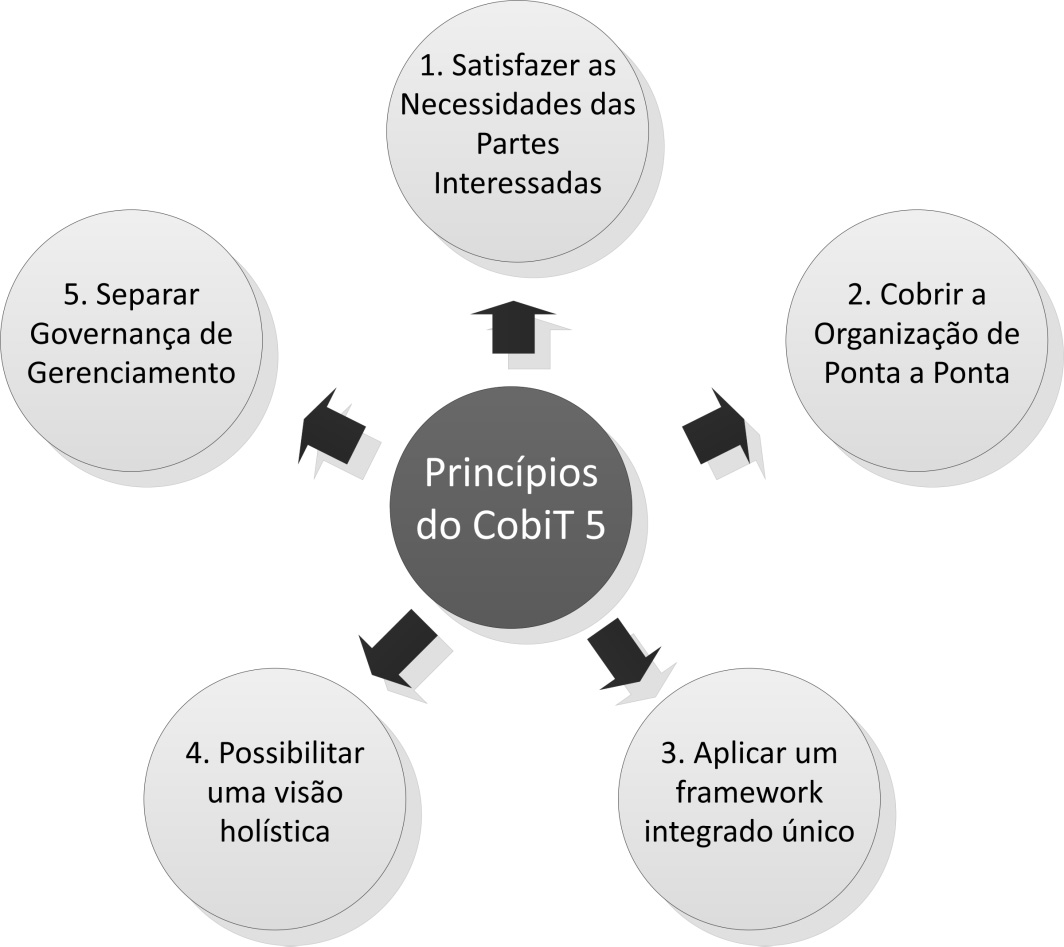 1. Satisfazer as
Necessidades das
Partes
Interessadas
2. Cobrir a
Organização de
Ponta a Ponta
3. Aplicar um
framework
integrado único
4. Possibilitar
uma visão
holística
5. Separar
Governança de
Gerenciamento
Princípios
do CobiT 5